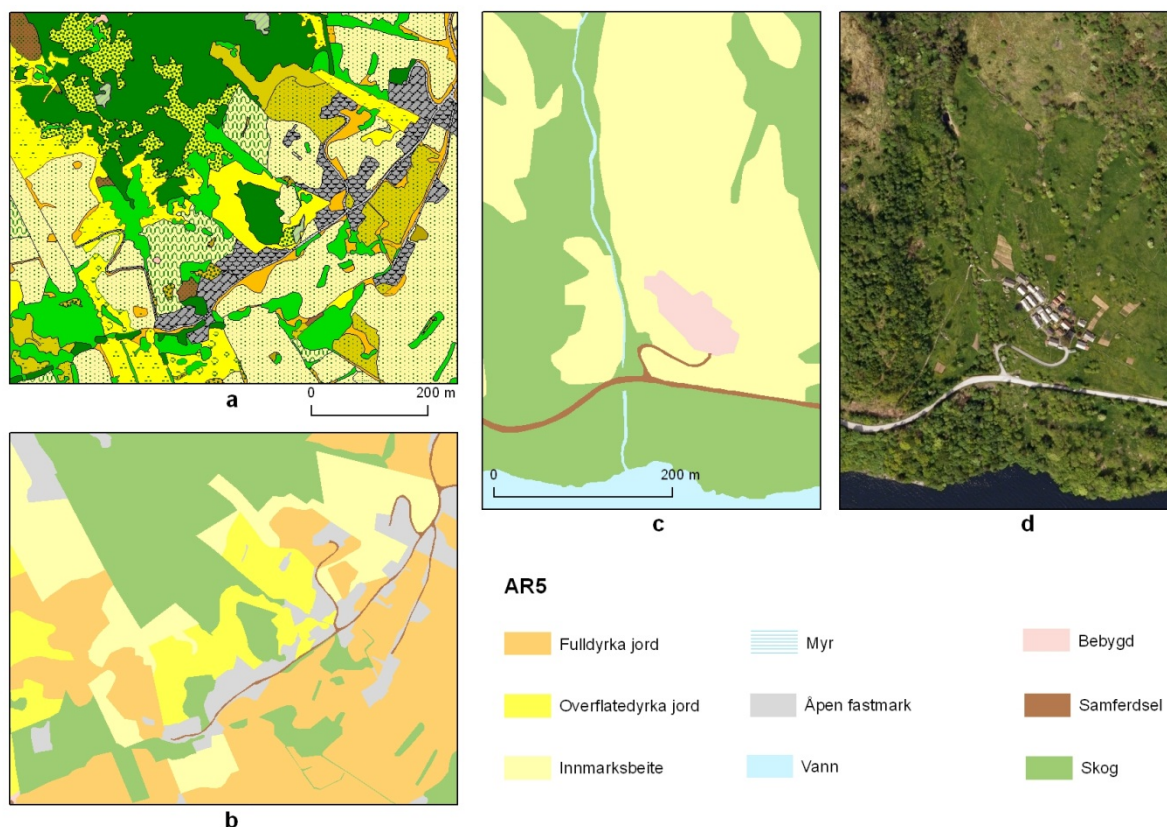 a
0 200 m
b
0 200 m
c
d
AR5
Fulldyrka jord
Myr
Bebygd
Overflatedyrka jord
Åpen fastmark
Samferdsel
Innmarksbeite
Vann
Skog